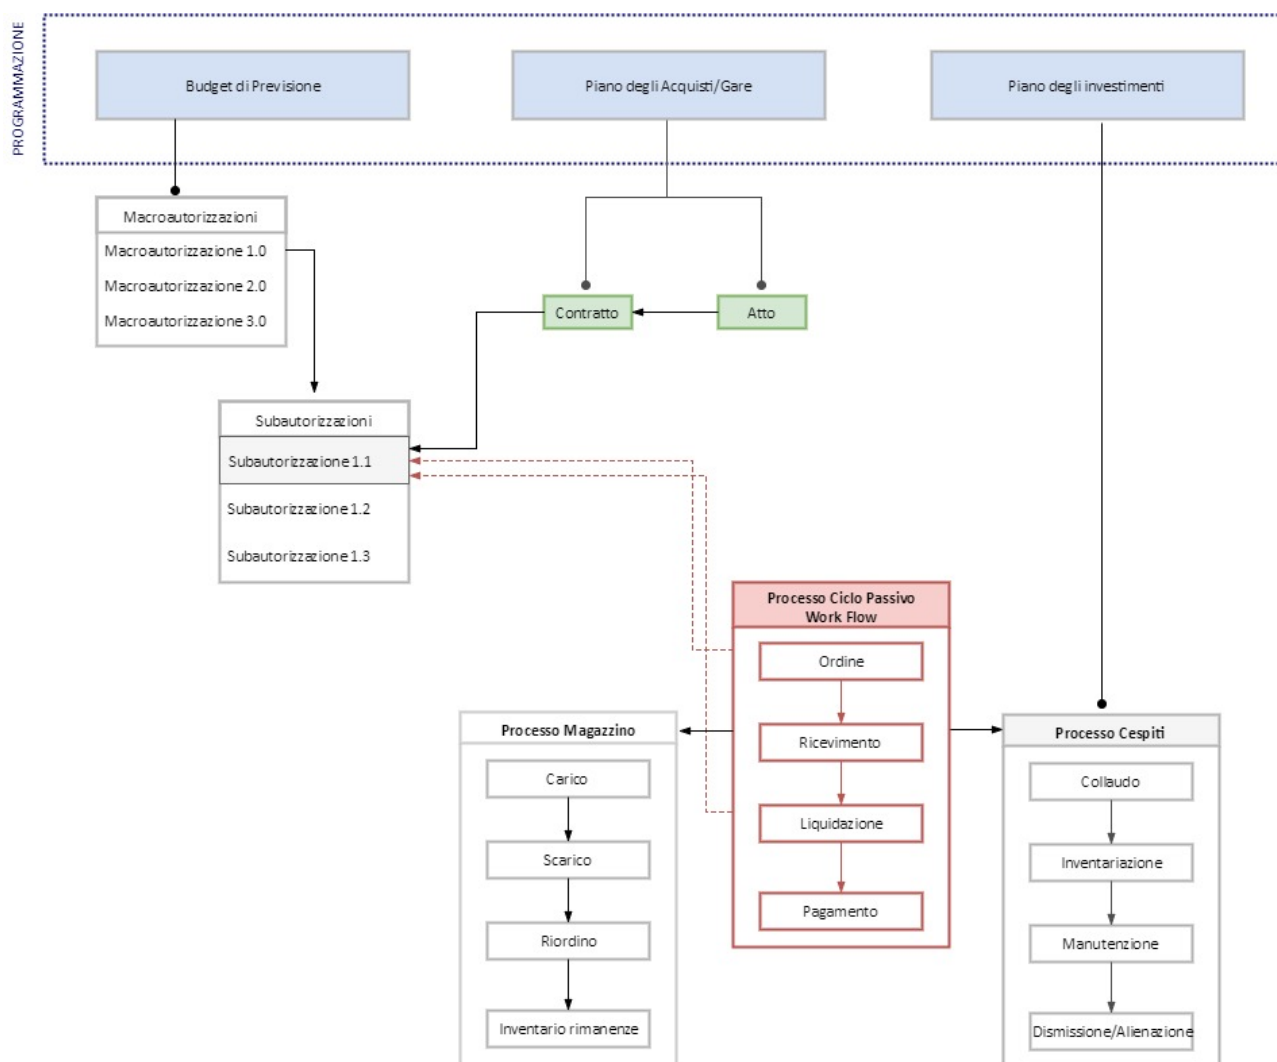 PROGRAMMAZIONE
Budget di Previsione
Piano degli Acquisti/Gare
Piano degli investimenti
Macroautorizzazioni
Macroautorizzazione 1.0
Macroautorizzazione 2.0
Macroautorizzazione 3.0
Contratto
Atto
Subautorizzazioni
Subautorizzazione 1.1
Subautorizzazione 1.2
Subautorizzazione 1.3
Processo Ciclo Passivo
Work Flow
Ordine
Ricevimento
Liquidazione
Pagamento
Processo Magazzino
Carico
Scarico
Riordino
Inventario rimanenze
Processo Cespiti
Collaudo
Inventariazione
Manutenzione
Dismissione/Alienazione